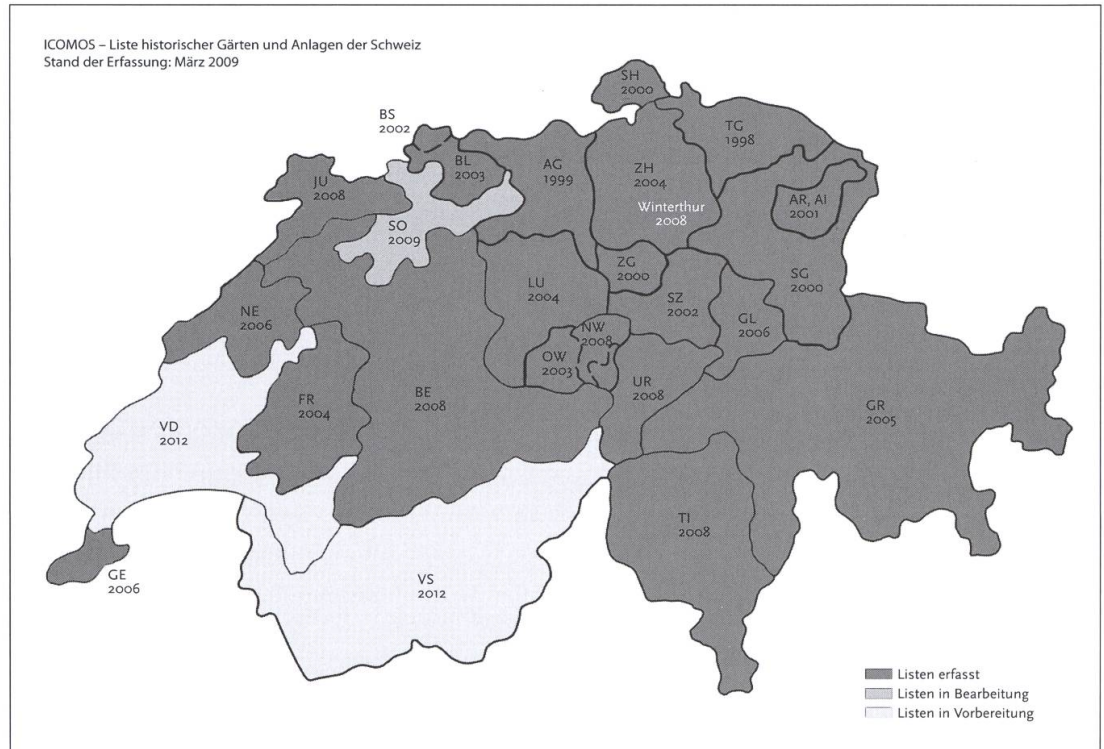 ICOMOS – Liste historischer Gärten und Anlagen der Schweiz
Stand der Erfassung: März 2009
SH
2000
BS
2002
TG
1998
BL
2003
AG
1999
ZH
2004
Winterthur
2008
JU
2008
AR, AI
2001
SO
2009
ZG
2000
SG
2000
LU
2004
SZ
2002
NE
2006
GL
2006
NW
2008
OW
2003
UR
2008
FR
2004
BE
2008
GR
2005
VD
2012
TI
2008
GE
2006
VS
2012
Listen erfasst
Listen in Bearbeitung
Listen in Vorbereitung